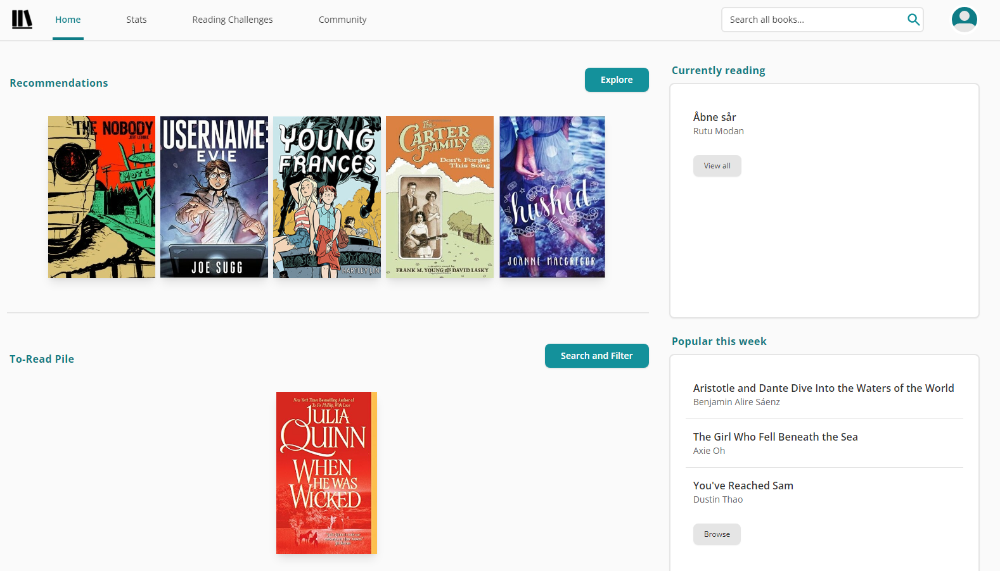 Home
Stats
Reading Challenges
Community
Search all books...
Recommendations
Explore
THE NOBODY
JEFF LEMIRE
MOTEL
USERNAME:
EVIE
JOE SUGG
YOUNG
FRANCES
HARTLEY LIN
The
CARTER
FAMILY
Don't Forget
This Song
a graphic novel by
FRANK M. YOUNG and DAVID LASKY
hushed
JOANNE MACGREGOR
To-Read Pile
Search and Filter
New York Times Bestselling Author of
To Sir Phillip, With Love
JULIA
QUINN
WHEN
HE WAS
WICKED
Currently reading
Åbne sår
Rutu Modan
View all
Popular this week
Aristotle and Dante Dive Into the Waters of the World
Benjamin Alire Sáenz
The Girl Who Fell Beneath the Sea
Axie Oh
You've Reached Sam
Dustin Thao
Browse